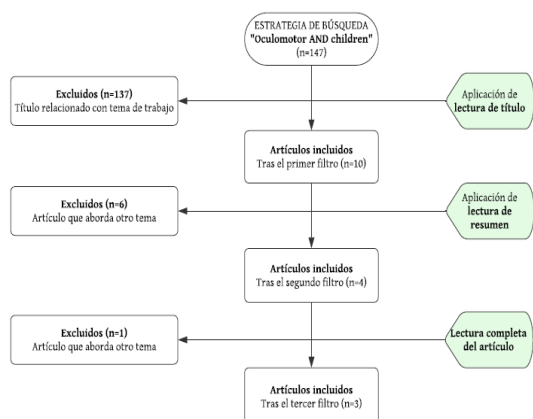 ESTRATEGIA DE BÚSQUEDA
"Oculomotor AND children"
(n=147)
Excluidos (n=137)
Título relacionado con tema de trabajo
Aplicación de
lectura de título
Artículos incluidos
Tras el primer filtro (n=10)
Excluidos (n=6)
Artículo que aborda otro tema
Aplicación de
lectura de
resumen
Artículos incluidos
Tras el segundo filtro (n=4)
Excluidos (n=1)
Artículo que aborda otro tema
Lectura completa
del artículo
Artículos incluidos
Tras el tercer filtro (n=3)